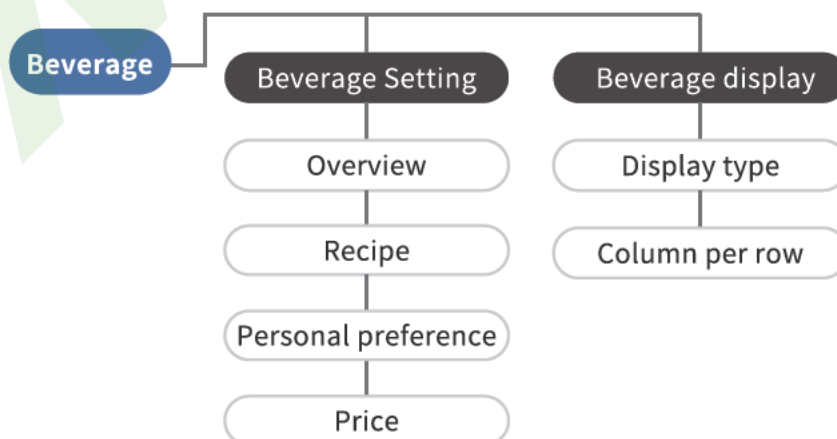 Beverage
Beverage Setting
Overview
Recipe
Personal preference
Price
Beverage display
Display type
Column per row